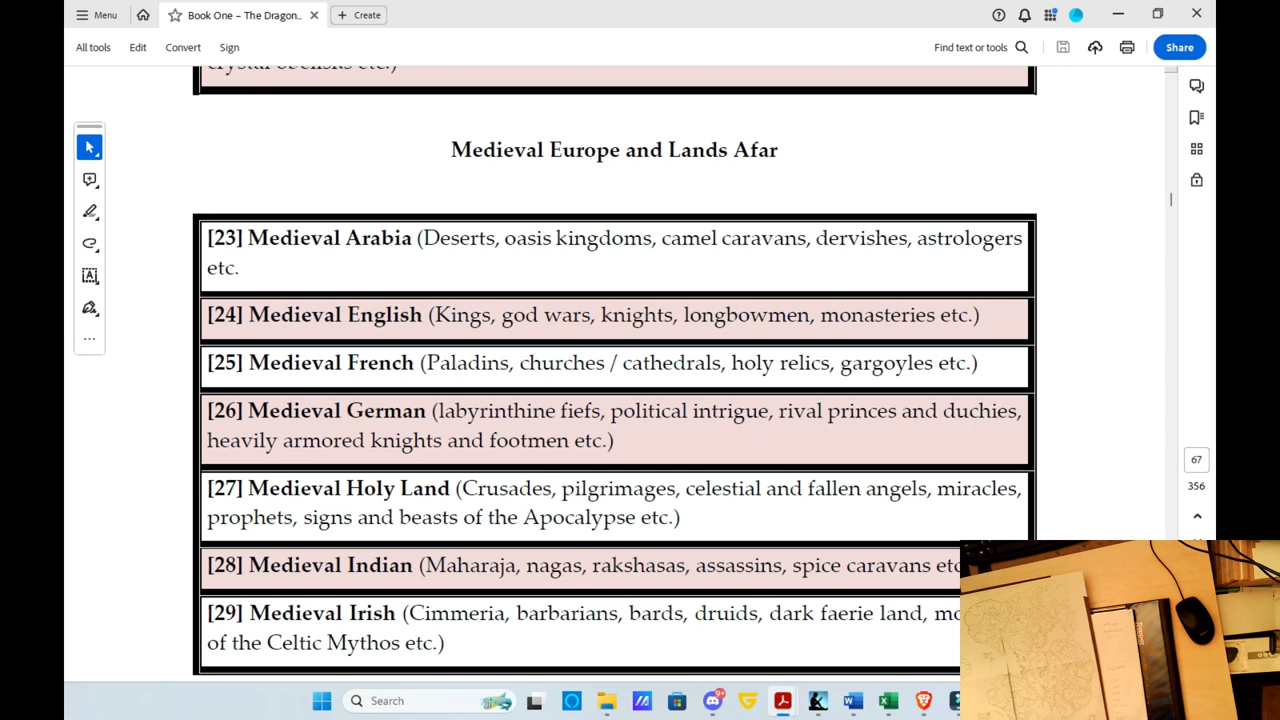 Menu
Book One – The Dragon...
Create
All tools
Edit
Convert
Sign
Find text or tools
Share
crystal obelisks etc.)
Medieval Europe and Lands Afar
[23] Medieval Arabia (Deserts, oasis kingdoms, camel caravans, dervishes, astrologers
etc.
[24] Medieval English (Kings, god wars, knights, longbowmen, monasteries etc.)
[25] Medieval French (Paladins, churches / cathedrals, holy relics, gargoyles etc.)
[26] Medieval German (labyrinthine fiefs, political intrigue, rival princes and duchies,
heavily armored knights and footmen etc.)
[27] Medieval Holy Land (Crusades, pilgrimages, celestial and fallen angels, miracles,
prophets, signs and beasts of the Apocalypse etc.)
[28] Medieval Indian (Maharaja, nagas, rakshasas, assassins, spice caravans etc
[29] Medieval Irish (Cimmeria, barbarians, bards, druids, dark faerie land, mo
of the Celtic Mythos etc.)
67
356
Search
9+